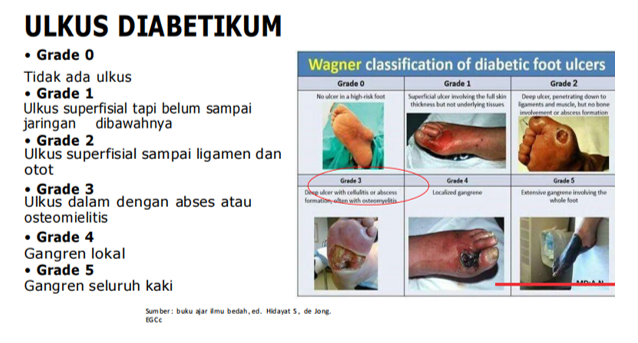 ULKUS DIABETIKUM
• Grade 0
Tidak ada ulkus
• Grade 1
Ulkus superfisial tapi belum sampai
jaringan dibawahnya
• Grade 2
Ulkus superfisial sampai ligamen dan
otot
• Grade 3
Ulkus dalam dengan abses atau
osteomielitis
• Grade 4
Gangren lokal
• Grade 5
Gangren seluruh kaki
Wagner classification of diabetic foot ulcers
Grade 0
No ulcer in a high-risk foot
Grade 1
Superficial ulcer involving the full skin
thickness but not underlying tissues
Grade 2
Deep ulcer, penetrating down to
ligaments and muscle, but no bone
involvement or abscess formation
Grade 3
Deep ulcer with cellulitis or abscess
formation, often with osteomyelitis
Grade 4
Localized gangrene
Grade 5
Extensive gangrene involving the
whole foot
Sumber: buku ajar ilmu bedah, ed. Hidayat S, de Jong.
EGCc